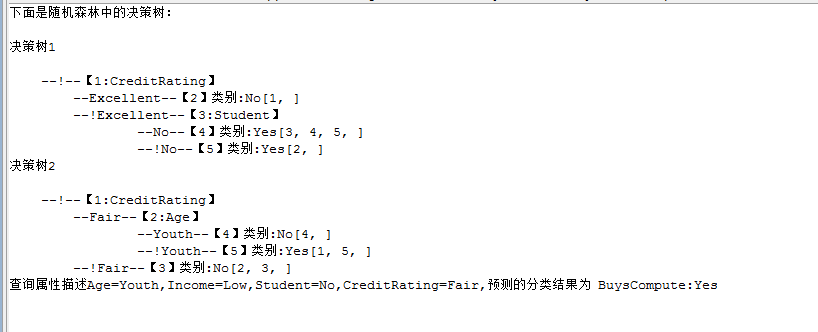 下面是随机森林中的决策树:
决策树1
--!--【1:CreditRating】
--Excellent--【2】类别:No[1, ]
--!Excellent--【3:Student】
--No--【4】类别:Yes[3, 4, 5, ]
--!No--【5】类别:Yes[2, ]
决策树2
--!--【1:CreditRating】
--Fair--【2:Age】
--Youth--【4】类别:No[4, ]
--!Youth--【5】类别:Yes[1, 5, ]
--!Fair--【3】类别:No[2, 3, ]
查询属性描述Age=Youth,Income=Low,Student=No,CreditRating=Fair,预测的分类结果为 BuysCompute:Yes